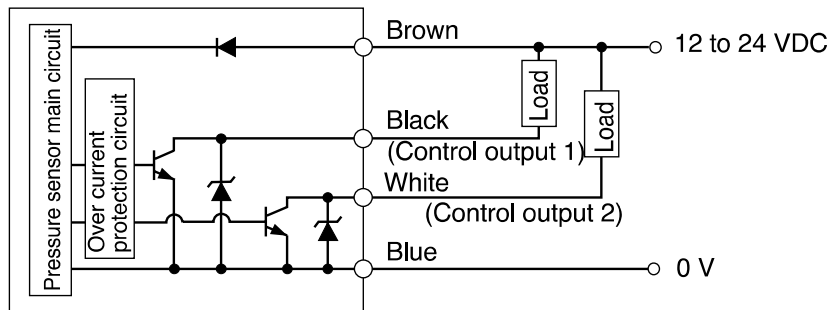 Pressure sensor main circuit
Over current
protection circuit
Brown
12 to 24 VDC
Load
Load
Black
(Control output 1)
White
(Control output 2)
Blue
0 V